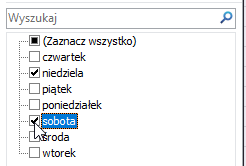 Wyszukaj
(Zaznacz wszystko)
czwartek
niedziela
piątek
poniedziałek
sobota
środa
wtorek